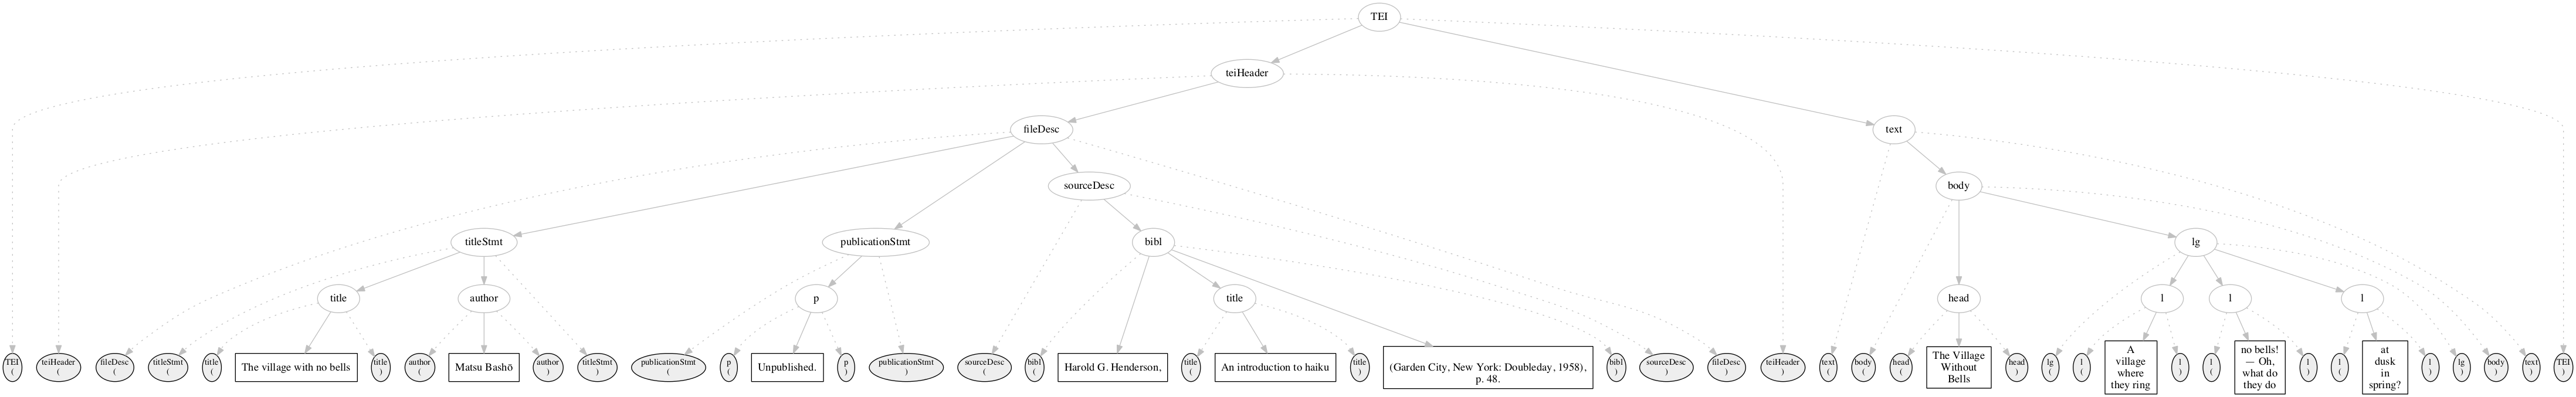 TEI
teiHeader
fileDesc
text
sourceDesc
body
titleStmt
publicationStmt
bibl
lg
title
author
p
title
head
l
l
l
TEI
(
teiHeader
(
fileDesc
(
titleStmt
(
title
(
The village with no bells
title
)
author
(
Matsu Bashō
author
)
titleStmt
)
publicationStmt
(
p
(
Unpublished.
p
)
publicationStmt
)
sourceDesc
(
bibl
(
Harold G. Henderson,
title
(
An introduction to haiku
title
)
(Garden City, New York: Doubleday, 1958),
p. 48.
bibl
)
sourceDesc
)
fileDesc
)
teiHeader
)
text
(
body
(
head
(
The Village
Without
Bells
head
)
lg
(
l
(
A
village
where
they ring
l
)
l
(
no bells!
— Oh,
what do
they do
l
)
l
(
at
dusk
in
spring?
l
)
lg
)
body
)
text
)
TEI
)